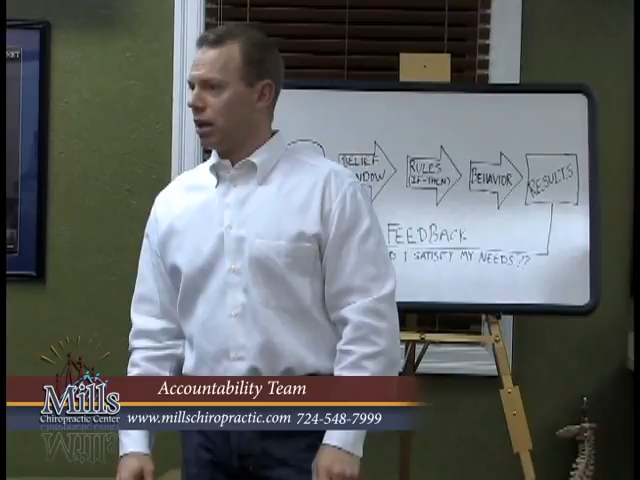 BELIEF-
NDOW
RULES
(IF-THEN)
BEHAVIOR
RESULTS
FEEDBACK
D I SATISFY MY NEEDS??
Accountability Team
Mills
Chiropractic Center
www.millschiropractic.com 724-548-7999